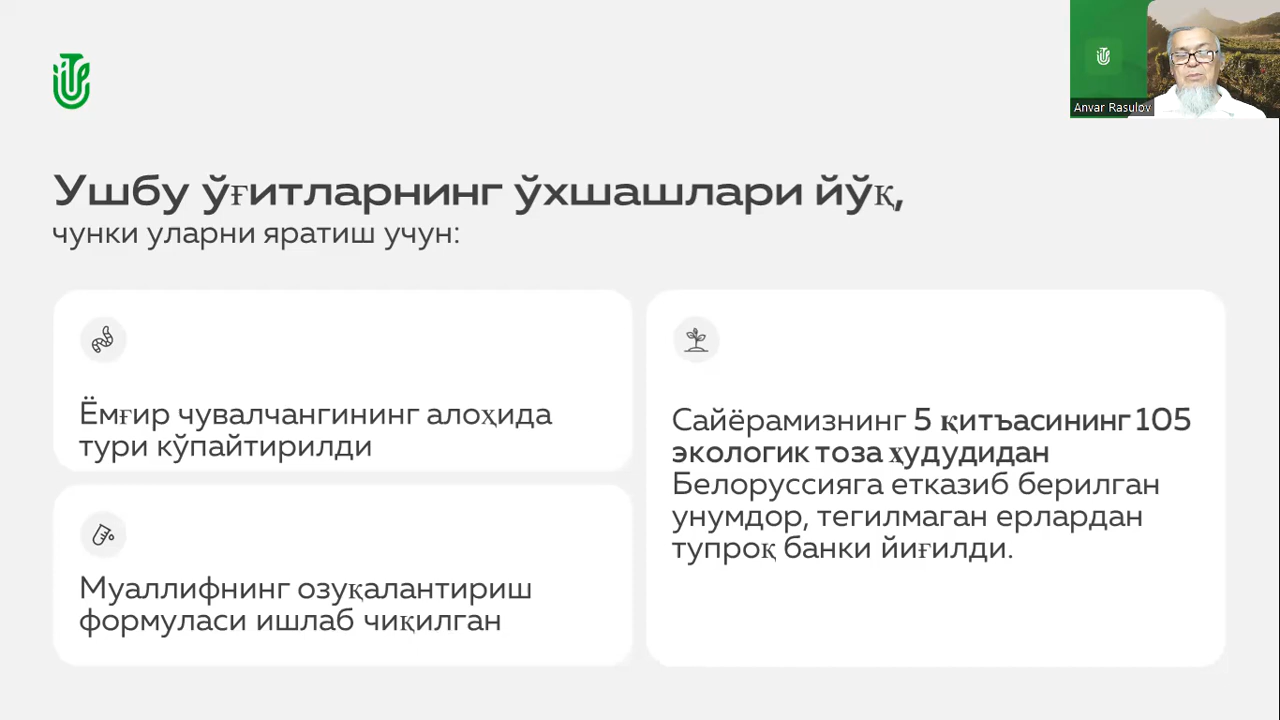 Anvar Rasulov
Ушбу ўғитларнинг ўхшашлари йўқ,
чунки уларни яратиш учун:
Ёмғир чувалчангининг алоҳида
тури кўпайтирилди
Муаллифнинг озуқалантириш
формуласи ишлаб чиқилган
Сайёрамизнинг 5 қитъасининг 105
экологик тоза ҳудудидан
Белоруссияга етказиб берилган
унумдор, тегилмаган ерлардан
тупроқ банки йиғилди.